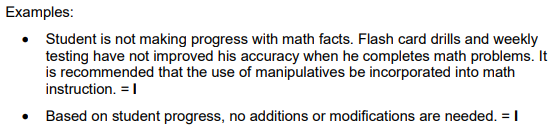 Examples:
• Student is not making progress with math facts. Flash card drills and weekly
testing have not improved his accuracy when he completes math problems. It
is recommended that the use of manipulatives be incorporated into math
instruction. = I
• Based on student progress, no additions or modifications are needed. = I